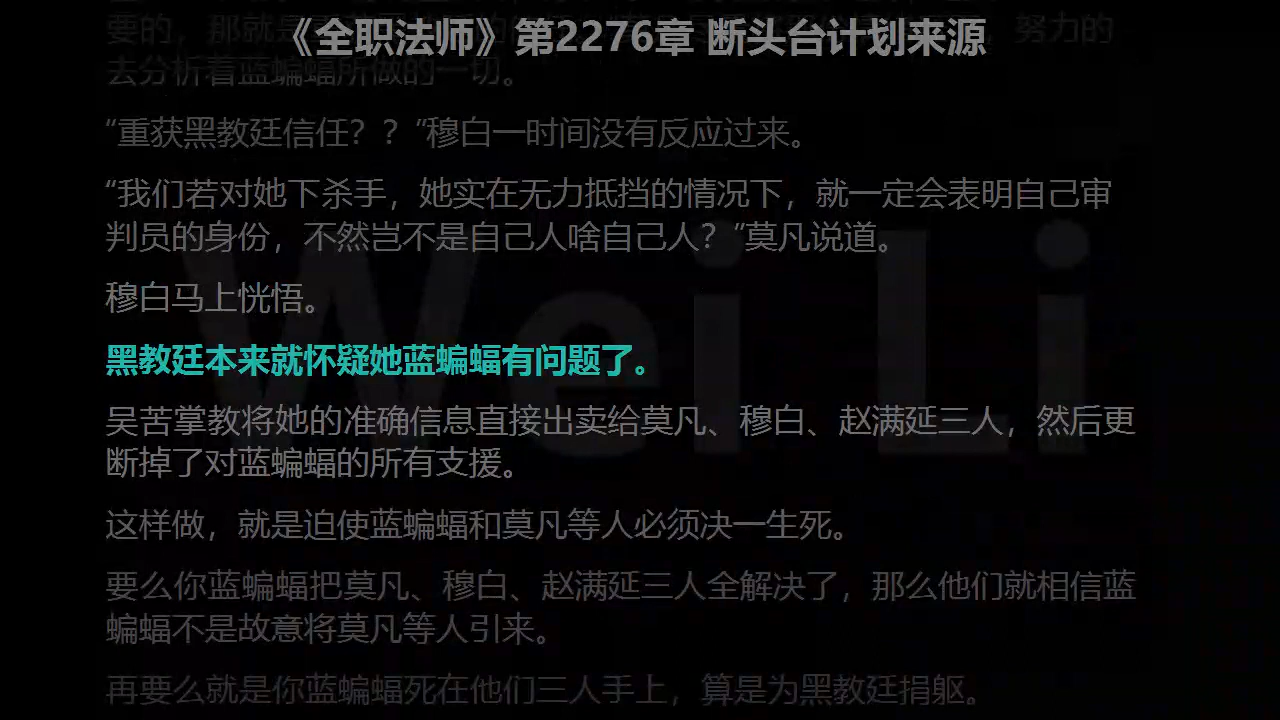 《全职法师》第2276章 断头台计划来源
要的，那就是
努力的
去分析着蓝蝙蝠所做的一切。
“重获黑教廷信任？？”穆白一时间没有反应过来。
“我们若对她下杀手，她实在无力抵挡的情况下，就一定会表明自己审
判员的身份，不然岂不是自己人啥自己人？”莫凡说道。
穆白马上恍悟。
黑教廷本来就怀疑她蓝蝙蝠有问题了。
吴苦掌教将她的准确信息直接出卖给莫凡、穆白、赵满延三人，然后更
断掉了对蓝蝙蝠的所有支援。
这样做，就是迫使蓝蝙蝠和莫凡等人必须决一生死。
要么你蓝蝙蝠把莫凡、穆白、赵满延三人全解决了，那么他们就相信蓝
蝙蝠不是故意将莫凡等人引来。
再要么就是你蓝蝙蝠死在他们三人手上，算是为黑教廷捐躯。
Wei Li